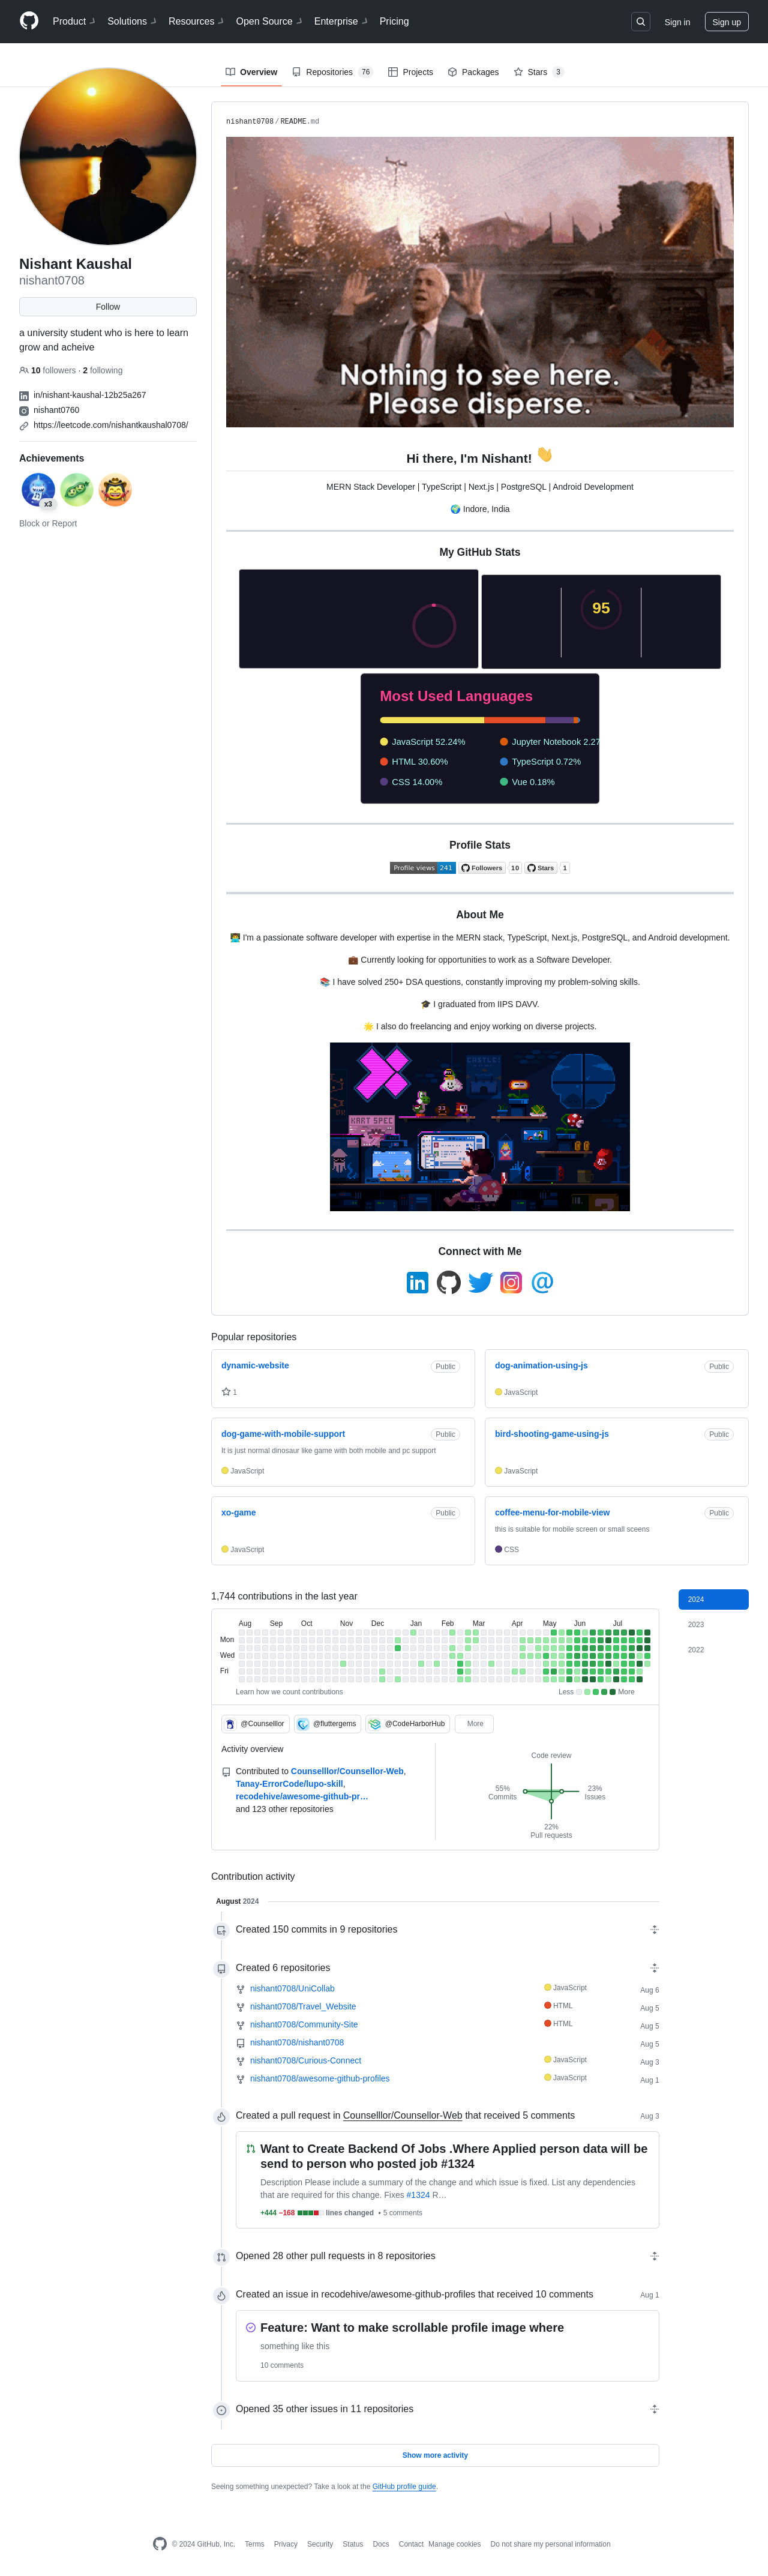 Product
Solutions
Resources
Open Source
Enterprise
Pricing
Sign in
Sign up
Overview
Repositories 76
Projects
Packages
Stars 3
Nishant Kaushal
nishant0708
Follow
a university student who is here to learn
grow and acheive
10 followers · 2 following
in/nishant-kaushal-12b25a267
nishant0760
https://leetcode.com/nishantkaushal0708/
Achievements
x3
Block or Report
nishant0708/README.md
Nothing to see here.
Please disperse.
Hi there, I'm Nishant! 👋
MERN Stack Developer | TypeScript | Next.js | PostgreSQL | Android Development
🌍 Indore, India
My GitHub Stats
95
Most Used Languages
JavaScript 52.24%
Jupyter Notebook 2.27
HTML 30.60%
TypeScript 0.72%
CSS 14.00%
Vue 0.18%
Profile Stats
Profile views 241
Followers 10
Stars 1
About Me
👨‍💻 I'm a passionate software developer with expertise in the MERN stack, TypeScript, Next.js, PostgreSQL, and Android development.
💼 Currently looking for opportunities to work as a Software Developer.
📚 I have solved 250+ DSA questions, constantly improving my problem-solving skills.
🎓 I graduated from IIPS DAVV.
🌟 I also do freelancing and enjoy working on diverse projects.
KART SPEC
Connect with Me
Popular repositories
dynamic-website
Public
1
dog-animation-using-js
Public
JavaScript
dog-game-with-mobile-support
Public
It is just normal dinosaur like game with both mobile and pc support
JavaScript
bird-shooting-game-using-js
Public
JavaScript
xo-game
Public
JavaScript
coffee-menu-for-mobile-view
Public
this is suitable for mobile screen or small sceens
CSS
1,744 contributions in the last year
2024
2023
2022
Aug Sep Oct Nov Dec Jan Feb Mar Apr May Jun Jul
Mon
Wed
Fri
Learn how we count contributions
Less
More
@Counselllor
@fluttergems
@CodeHarborHub
More
Activity overview
Contributed to Counselllor/Counsellor-Web,
Tanay-ErrorCode/lupo-skill,
recodehive/awesome-github-pr…
and 123 other repositories
Code review
55%
Commits
23%
Issues
22%
Pull requests
Contribution activity
August 2024
Created 150 commits in 9 repositories
Created 6 repositories
nishant0708/UniCollab JavaScript Aug 6
nishant0708/Travel_Website HTML Aug 5
nishant0708/Community-Site HTML Aug 5
nishant0708/nishant0708 Aug 5
nishant0708/Curious-Connect JavaScript Aug 3
nishant0708/awesome-github-profiles JavaScript Aug 1
Created a pull request in Counselllor/Counsellor-Web that received 5 comments Aug 3
Want to Create Backend Of Jobs .Where Applied person data will be
send to person who posted job #1324
Description Please include a summary of the change and which issue is fixed. List any dependencies
that are required for this change. Fixes #1324 R…
+444 −168 lines changed • 5 comments
Opened 28 other pull requests in 8 repositories
Created an issue in recodehive/awesome-github-profiles that received 10 comments Aug 1
Feature: Want to make scrollable profile image where
something like this
10 comments
Opened 35 other issues in 11 repositories
Show more activity
Seeing something unexpected? Take a look at the GitHub profile guide.
© 2024 GitHub, Inc.
Terms
Privacy
Security
Status
Docs
Contact
Manage cookies
Do not share my personal information